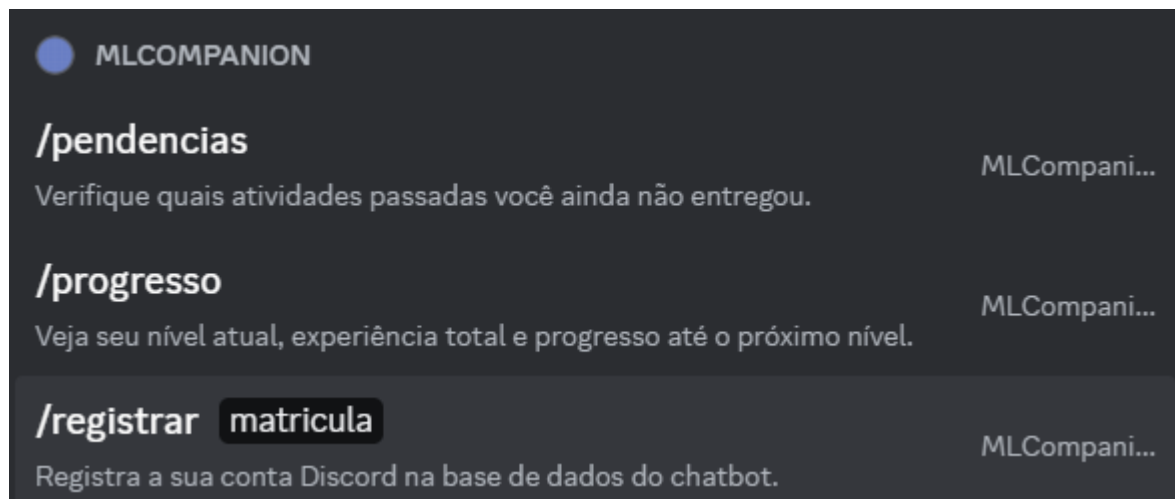 MLCOMPANION
/pendencias
Verifique quais atividades passadas você ainda não entregou.
MLCompani...
/progresso
Veja seu nível atual, experiência total e progresso até o próximo nível.
MLCompani...
/registrar matricula
Registra a sua conta Discord na base de dados do chatbot.
MLCompani...